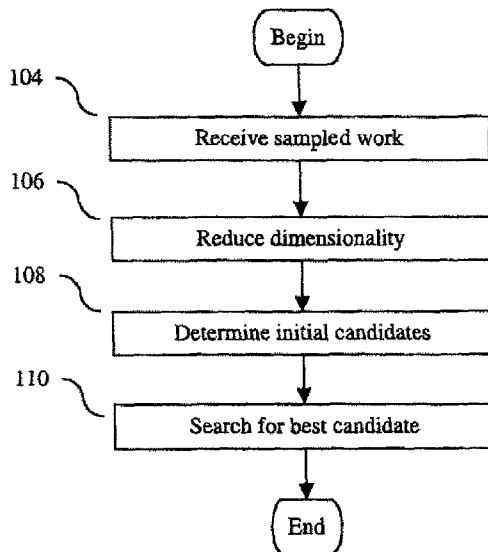 Begin
104
Receive sampled work
106
Reduce dimensionality
108
Determine initial candidates
110
Search for best candidate
End